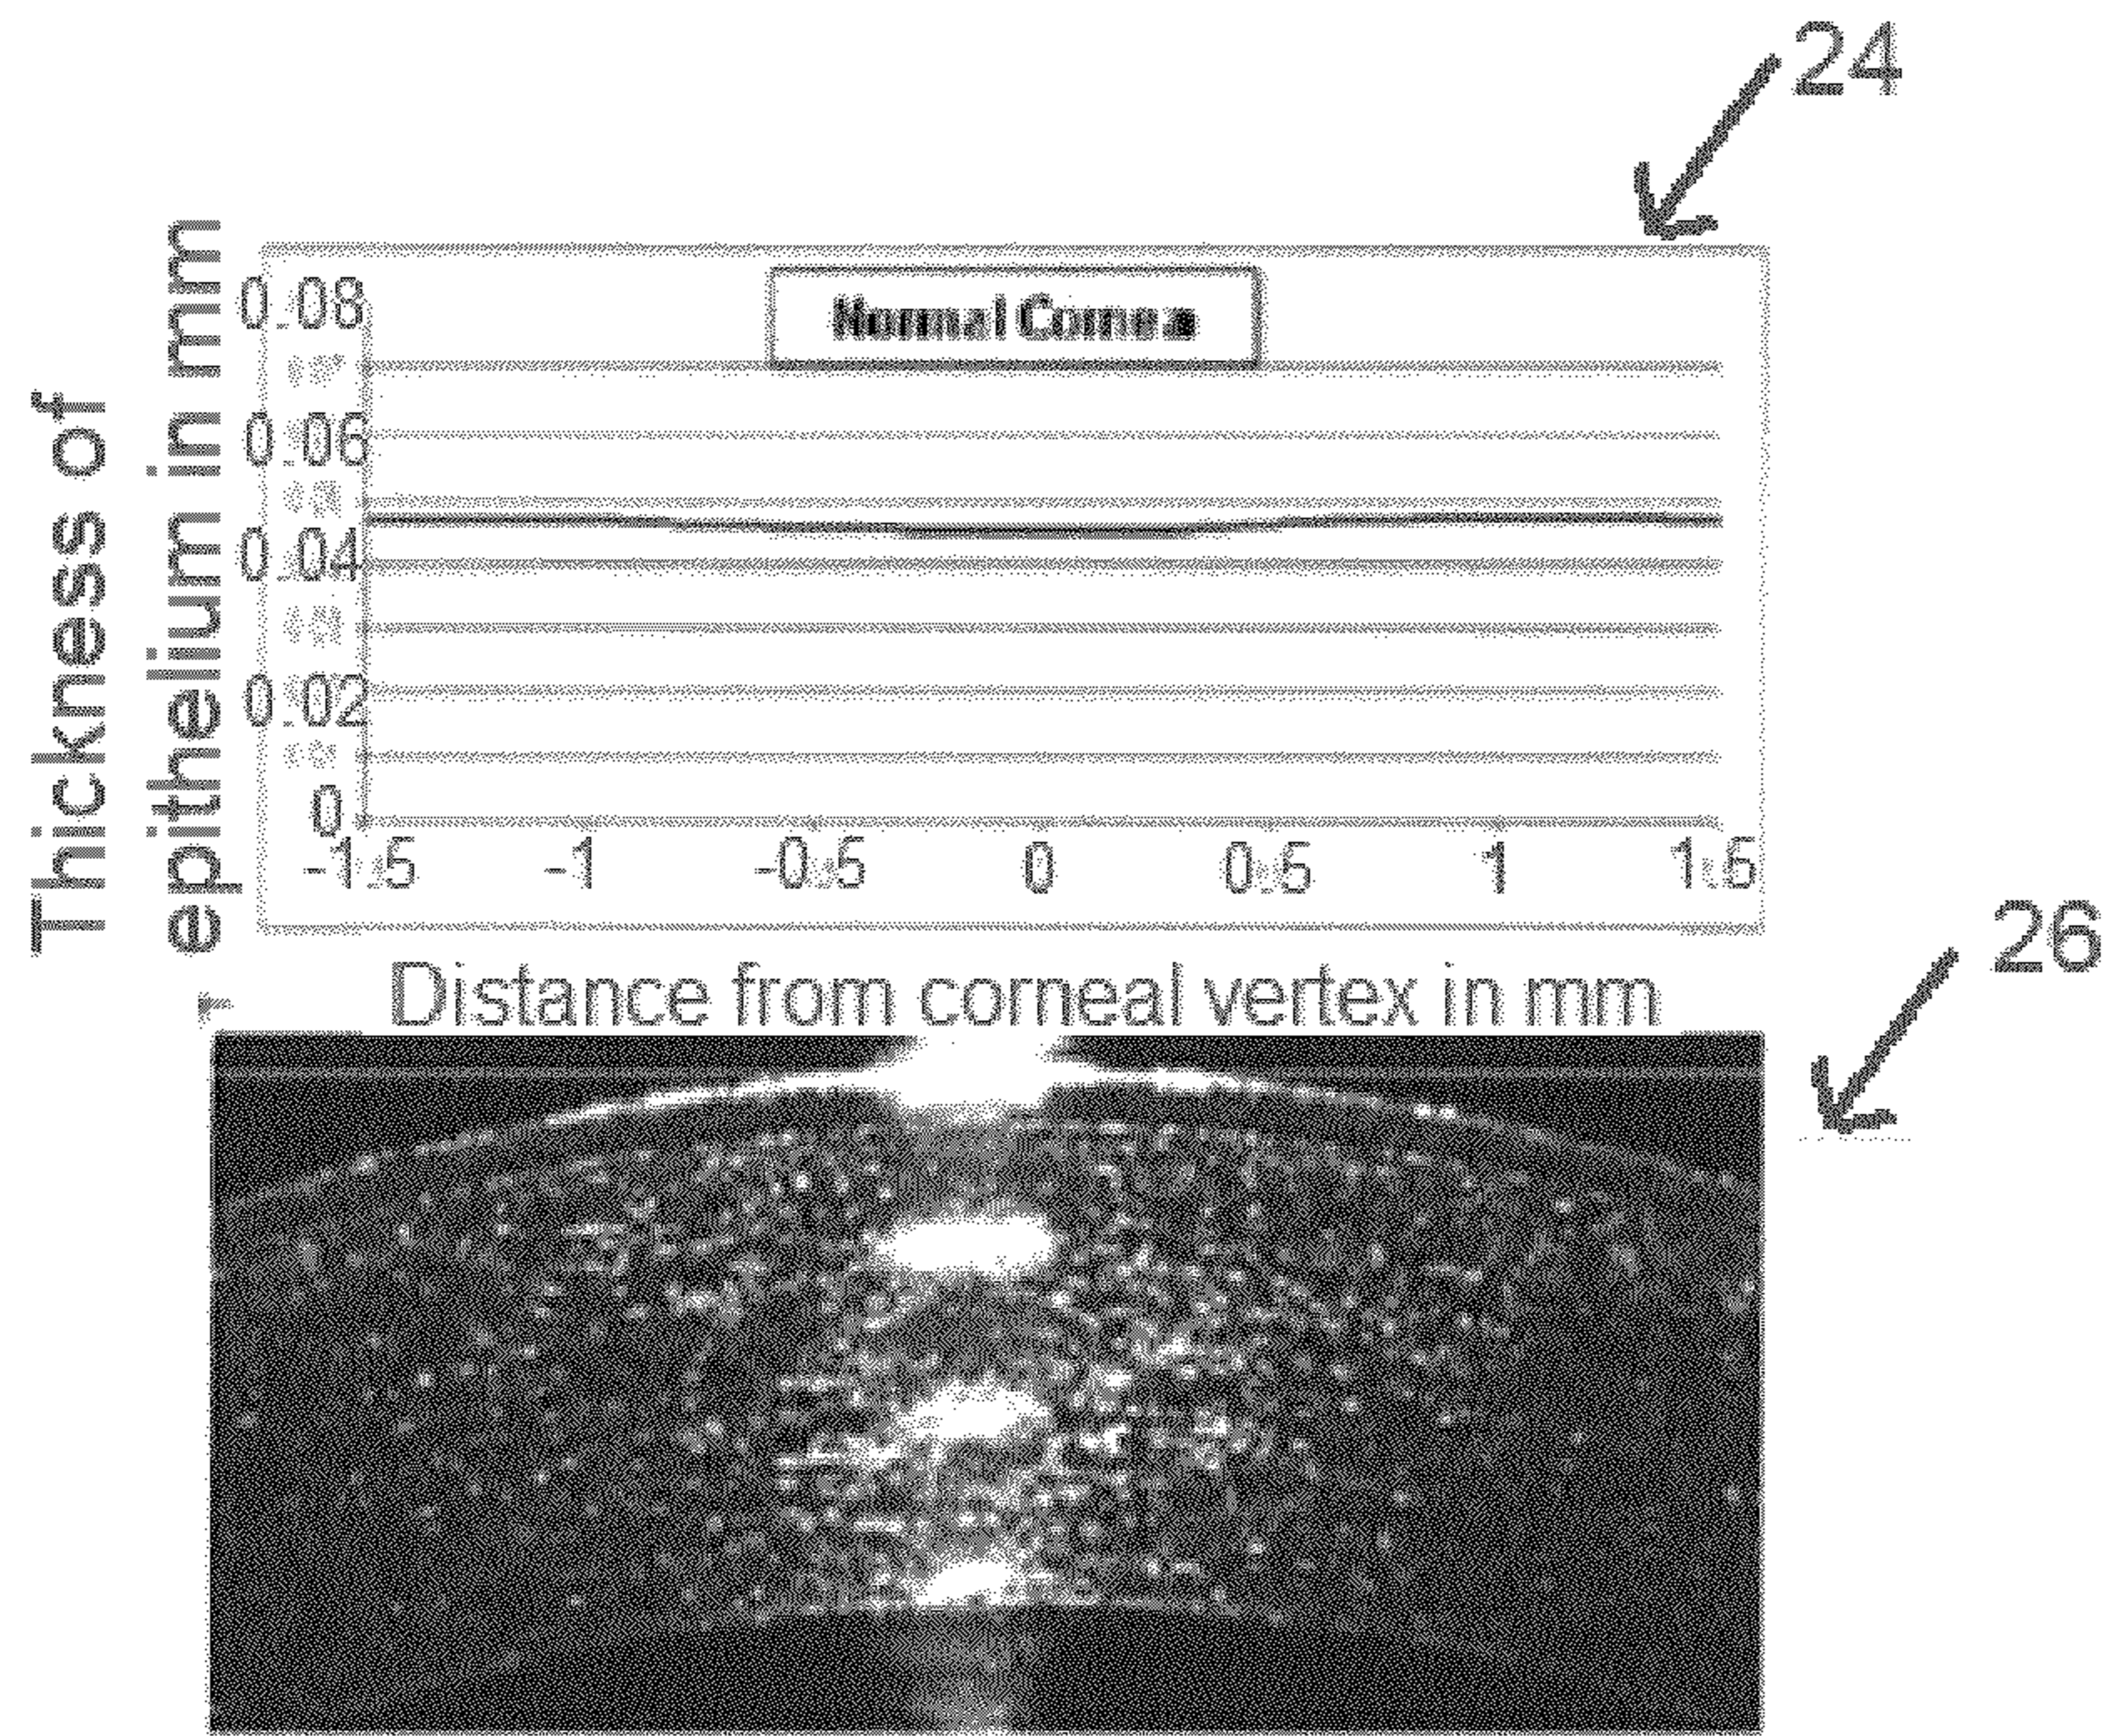 24
Thickness of
epithelium in mm
Normal Cornea
0.08
0.06
0.04
0.02
0
-1.5 -1 -0.5 0 0.5 1 1.5
Distance from corneal vertex in mm
26